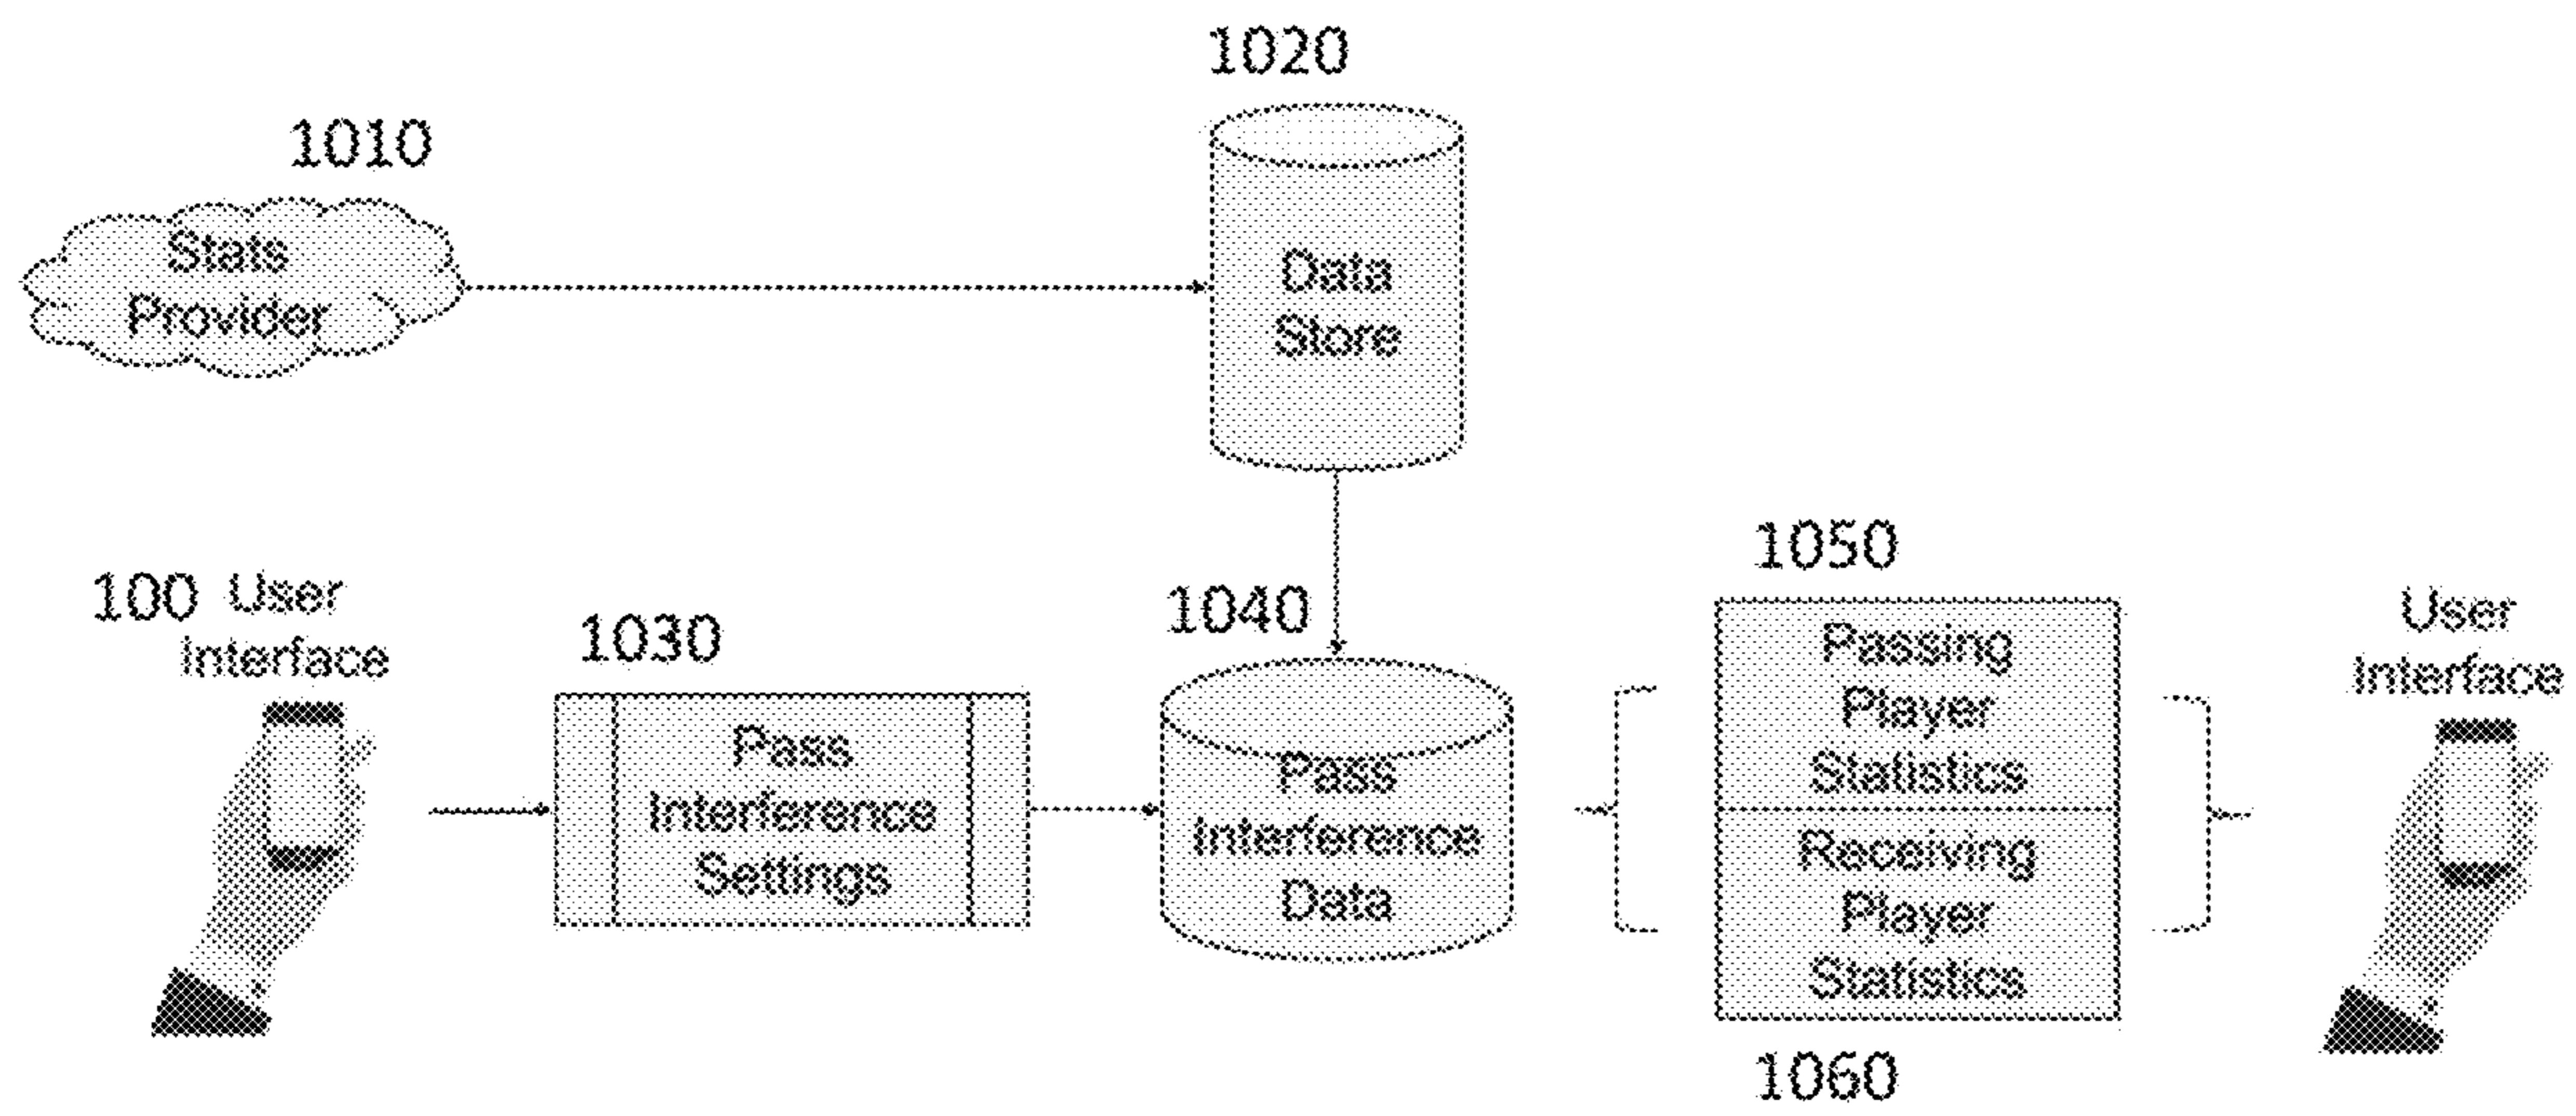 1020
1010
Stats
Provider
Data
Store
100 User
Interface
1030
Pass
Interference
Settings
1040
Pass
Interference
Data
1050
Passing
Player
Statistics
Receiving
Player
Statistics
1060
User
Interface